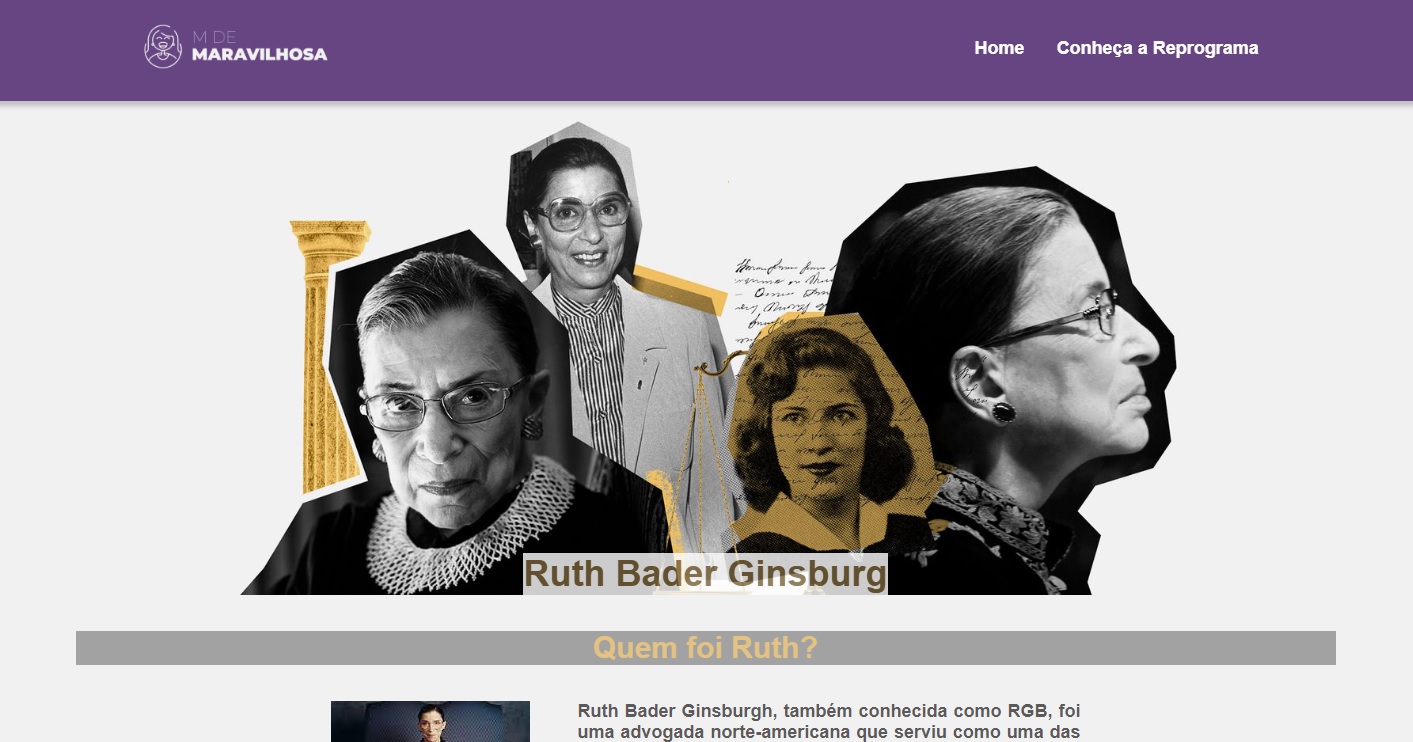 M DE
MARAVILHOSA
Home
Conheça a Reprograma
Ruth Bader Ginsburg
Quem foi Ruth?
Ruth Bader Ginsburgh, também conhecida como RGB, foi
uma advogada norte-americana que serviu como uma das